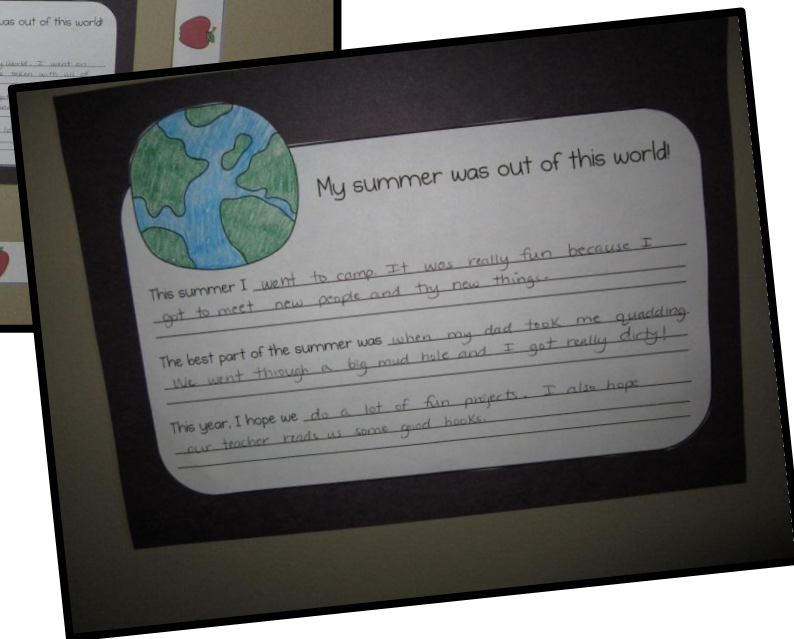 was out of this world!
My summer was out of this world!
This summer I went to camp. It was really fun because I
got to meet new people and try new things.
The best part of the summer was when my dad took me quadding.
We went through a big mud hole and I got really dirty!
This year, I hope we do a lot of fun projects. I also hope
our teacher reads us some good books.